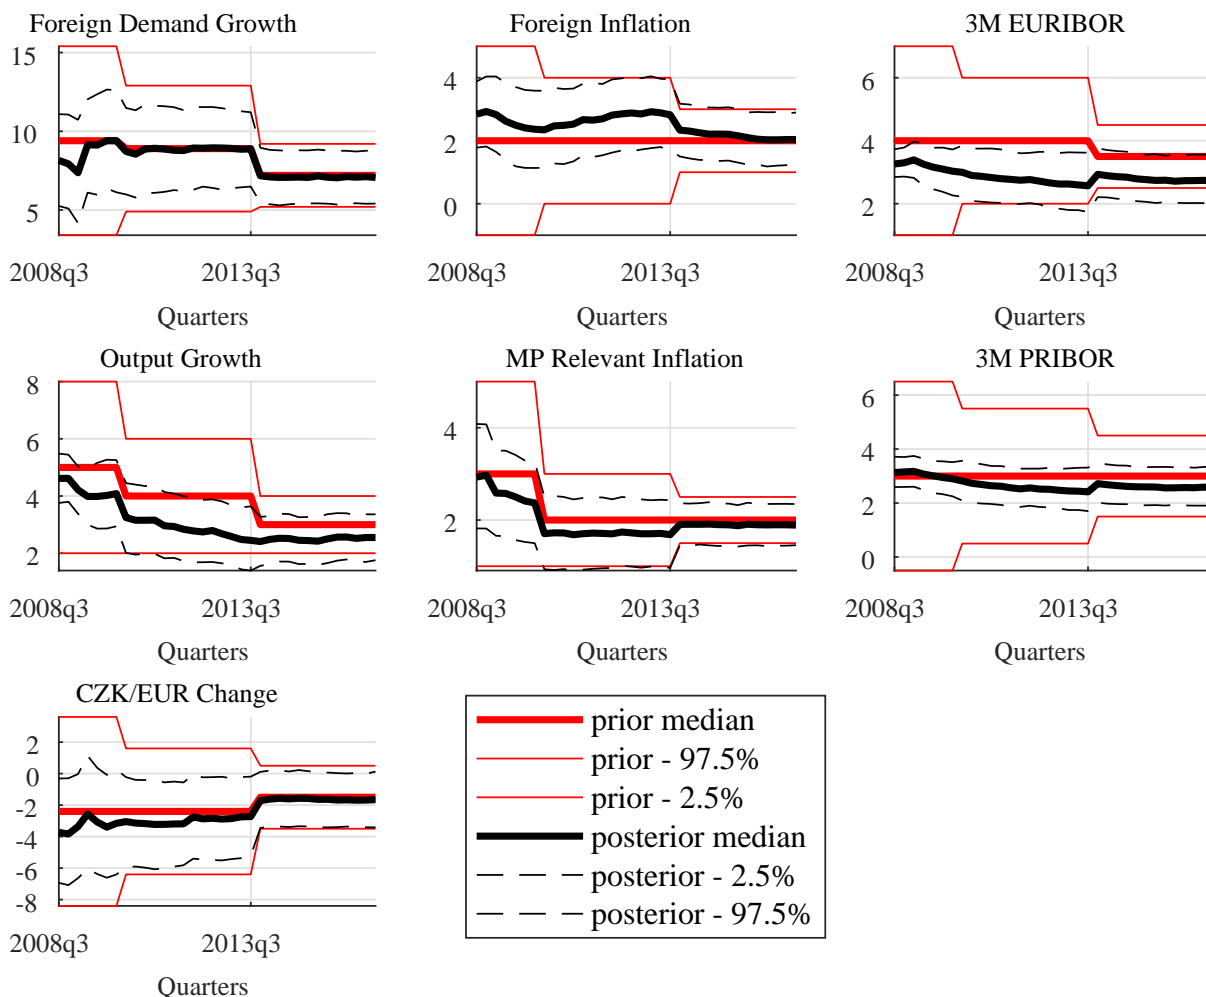 Foreign Demand Growth
15
10
5
2008q3 2013q3
Quarters
Foreign Inflation
4
2
0
2008q3 2013q3
Quarters
3M EURIBOR
6
4
2
2008q3 2013q3
Quarters
Output Growth
8
6
4
2
2008q3 2013q3
Quarters
MP Relevant Inflation
4
2
2008q3 2013q3
Quarters
3M PRIBOR
6
4
2
0
2008q3 2013q3
Quarters
CZK/EUR Change
2
0
-2
-4
-6
-8
2008q3 2013q3
Quarters
prior median
prior - 97.5%
prior - 2.5%
posterior median
posterior - 2.5%
posterior - 97.5%